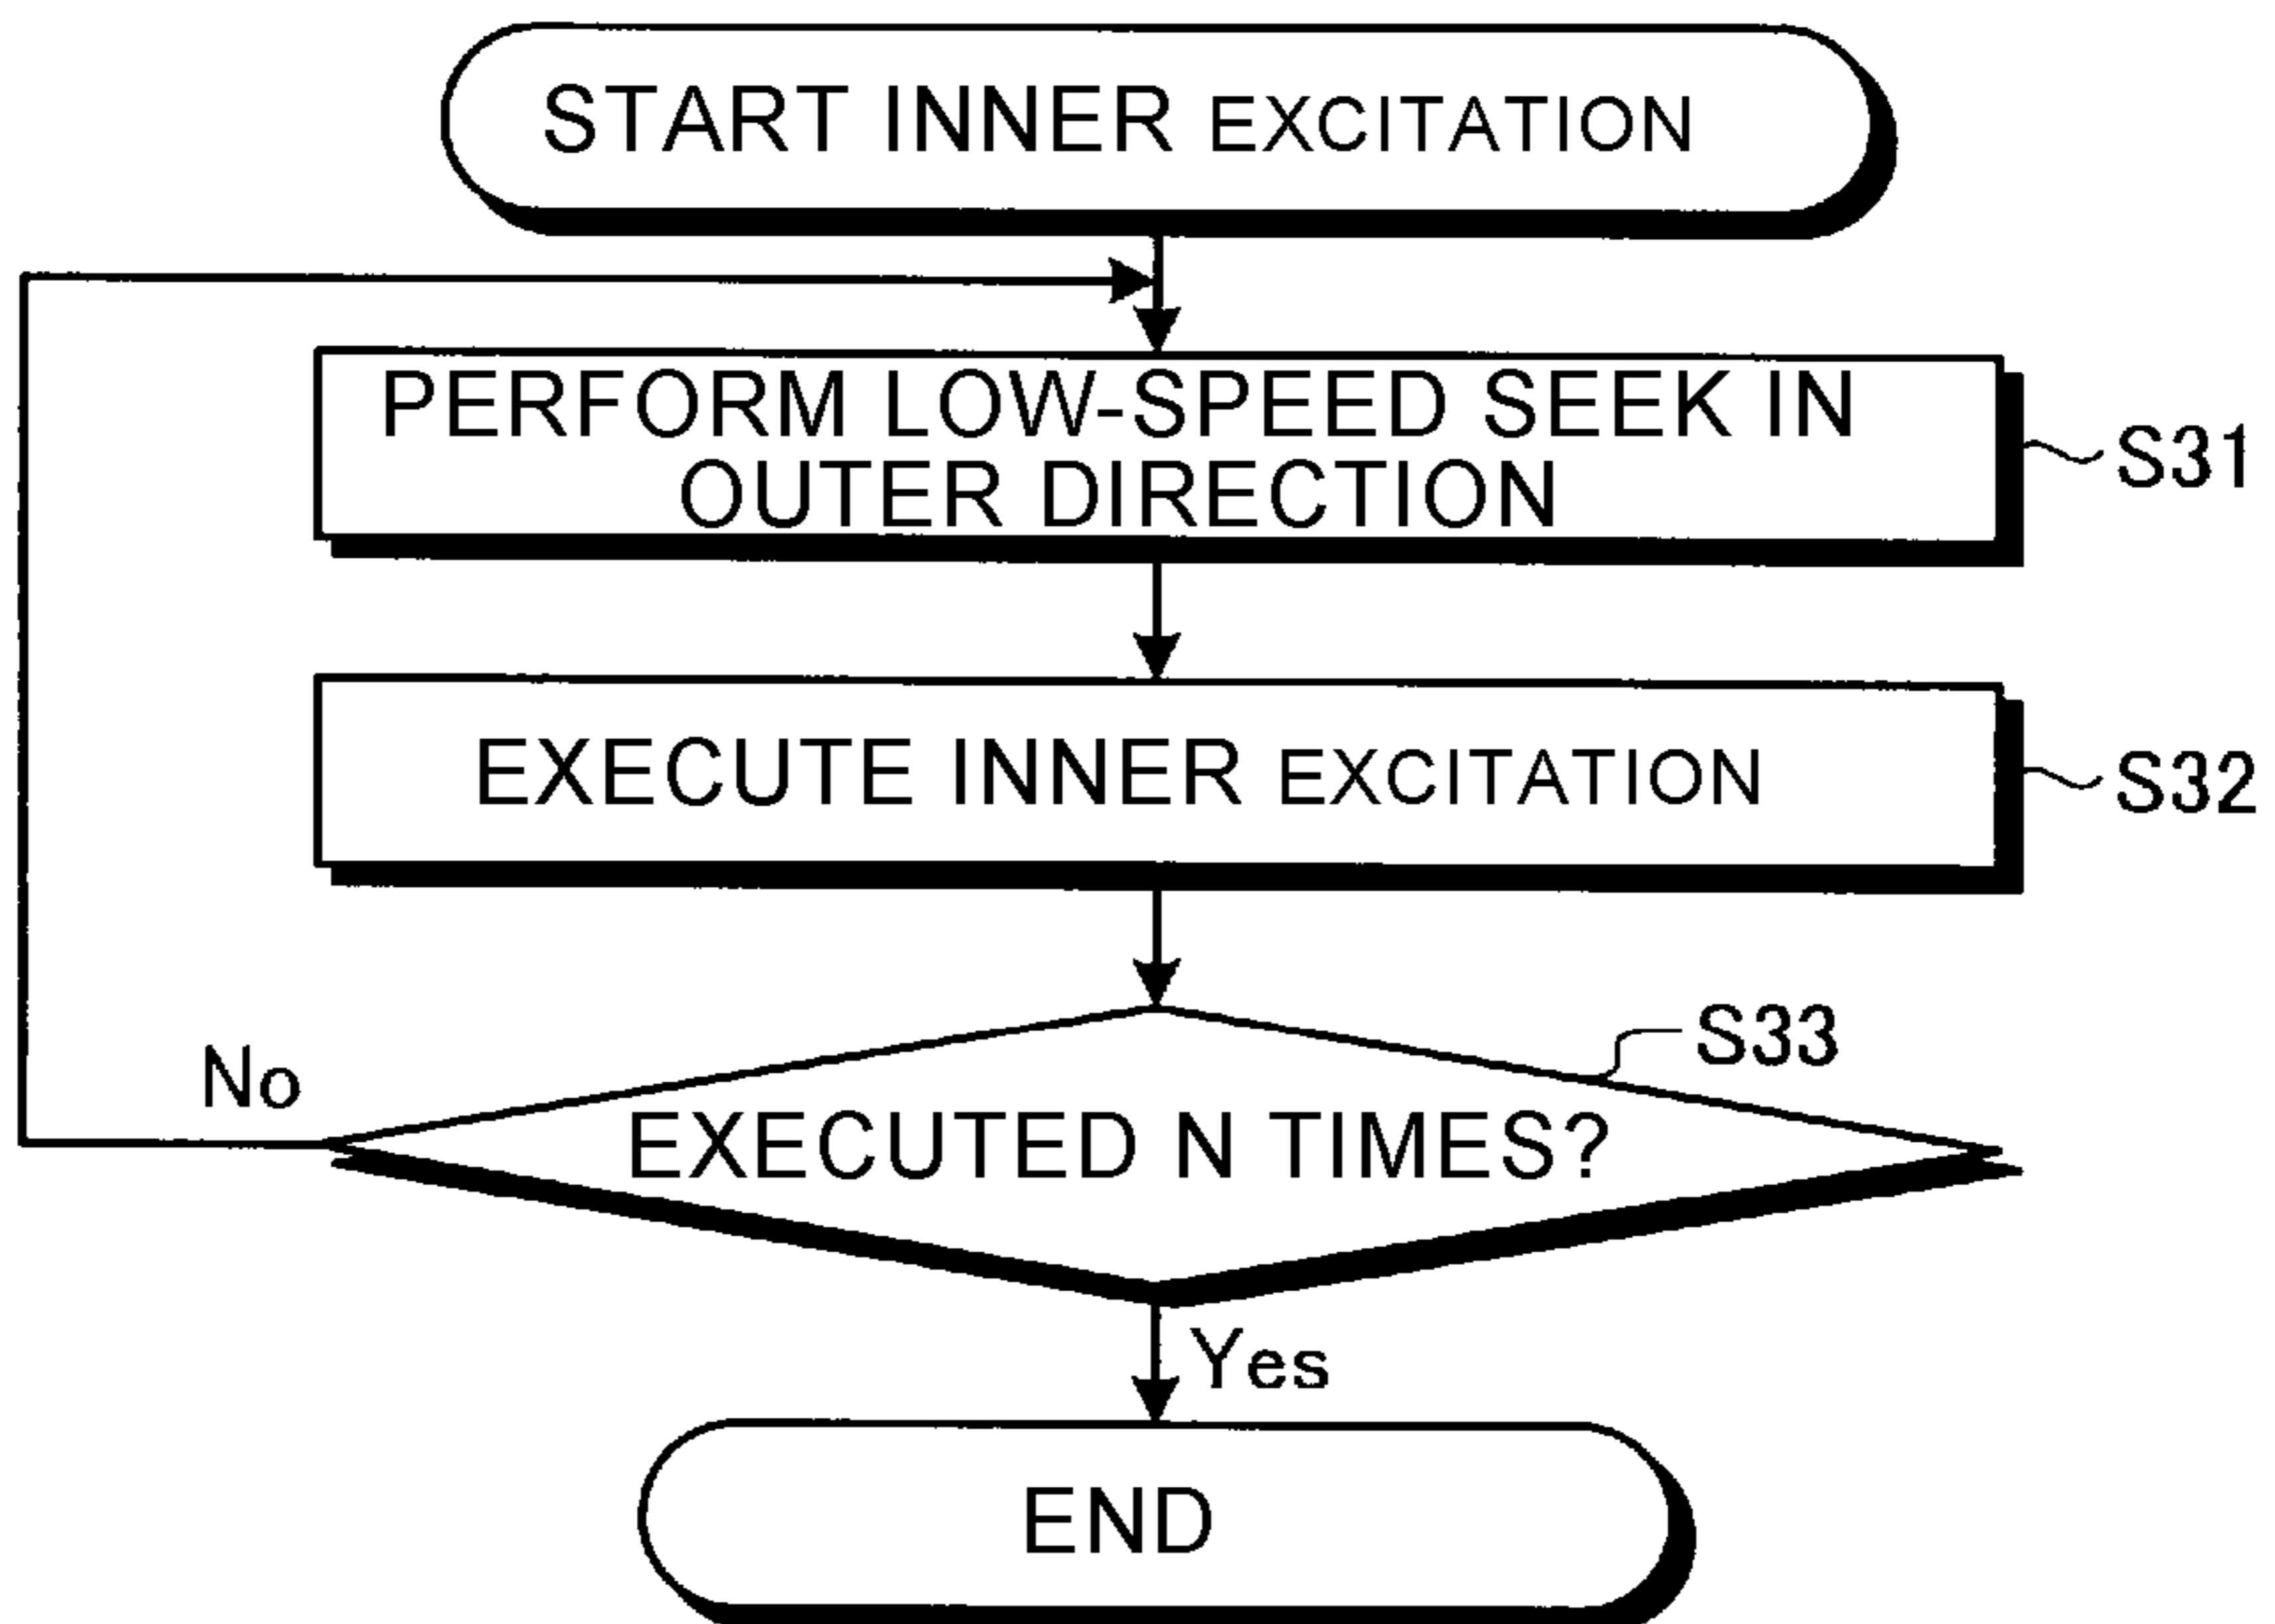 START INNER EXCITATION
PERFORM LOW-SPEED SEEK IN
OUTER DIRECTION
S31
EXECUTE INNER EXCITATION
S32
S33
No
EXECUTED N TIMES?
Yes
END